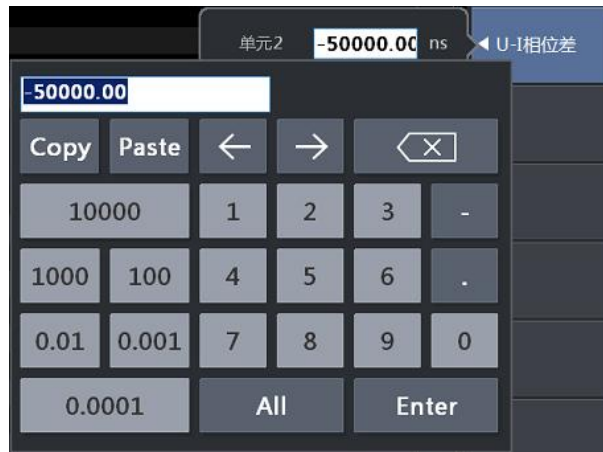 单元2 -50000.00 ns ◀ U-I相位差
-50000.00
Copy Paste ← →
10000 1 2 3 -
1000 100 4 5 6 .
0.01 0.001 7 8 9 0
0.0001 All Enter